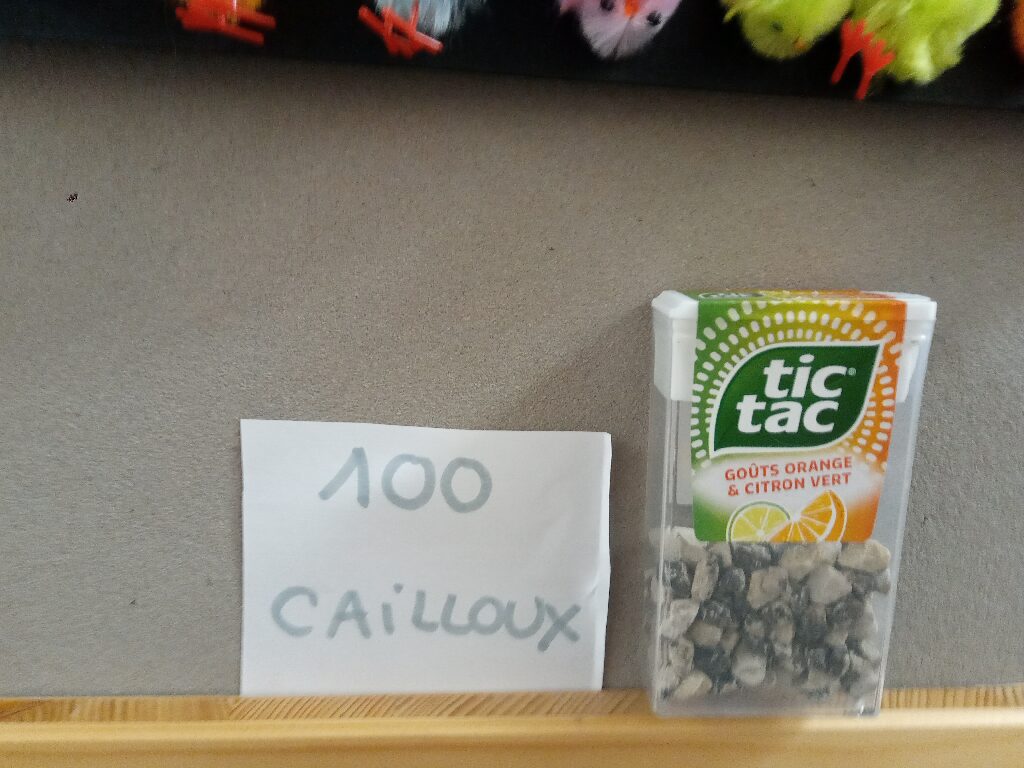 100
CAILLOUX
tic
tac
GOÛTS ORANGE
& CITRON VERT